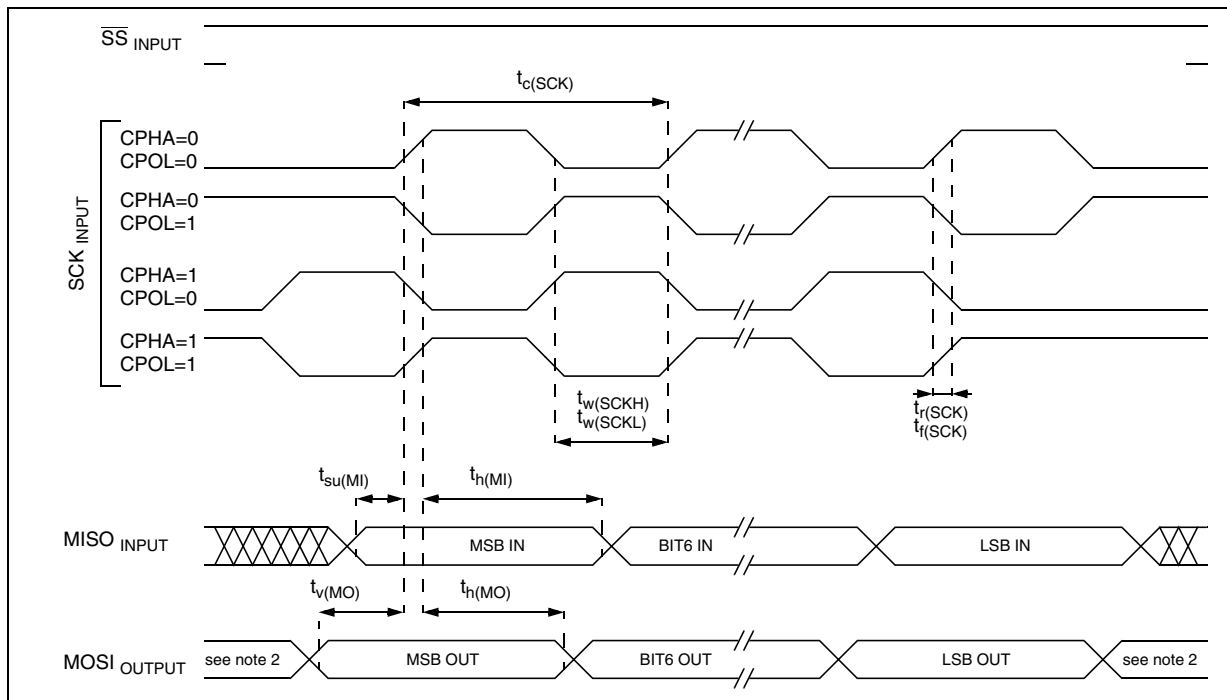 SS INPUT
tc(SCK)
SCK INPUT
CPHA=0
CPOL=0
CPHA=0
CPOL=1
CPHA=1
CPOL=0
CPHA=1
CPOL=1
tw(SCKH)
tw(SCKL)
tr(SCK)
tf(SCK)
tsu(MI)
th(MI)
MISO INPUT
MSB IN
BIT6 IN
LSB IN
tv(MO)
th(MO)
MOSI OUTPUT
see note 2
MSB OUT
BIT6 OUT
LSB OUT
see note 2